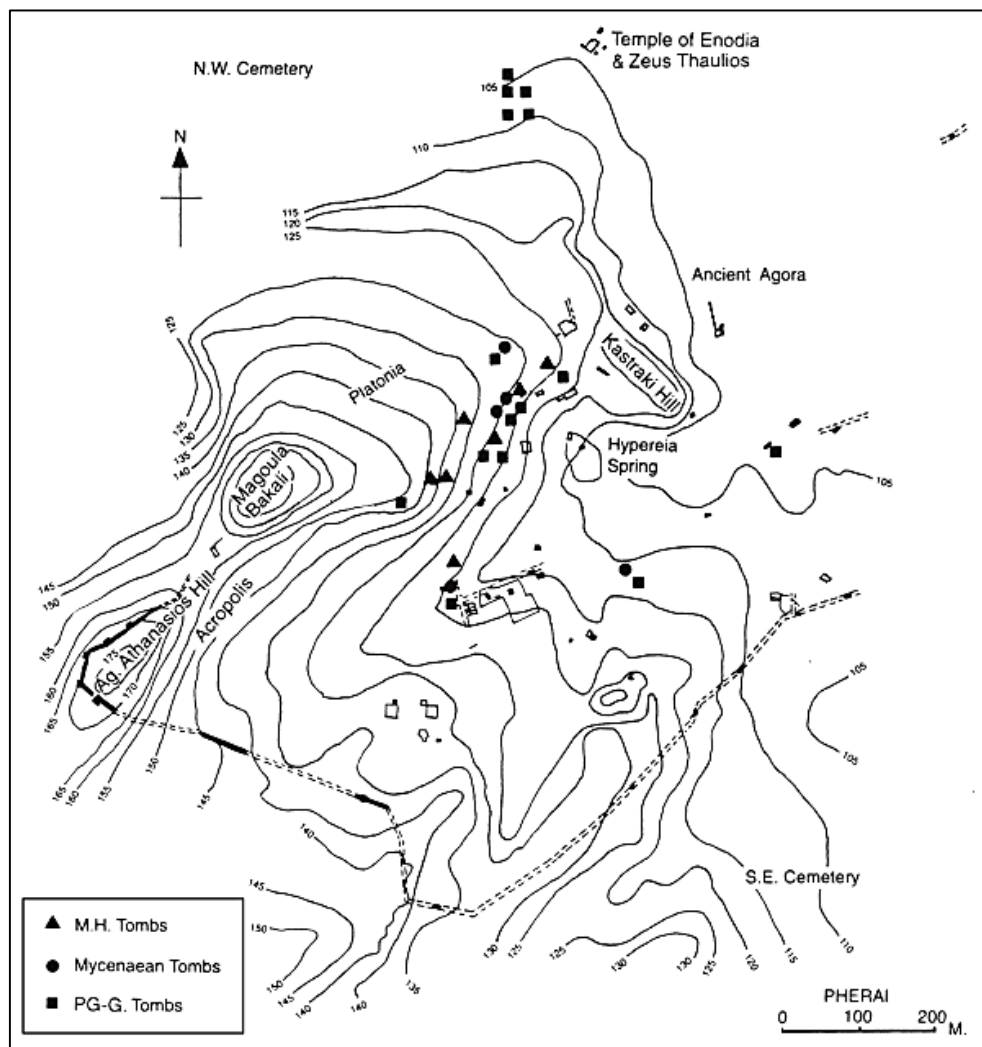 Temple of Enodia
& Zeus Thaulios
N.W. Cemetery
105
110
N
115
120
125
Ancient Agora
125
Kastraki Hill
Platonia
125
130
135
140
Hypereia
Spring
Magoula
Bakali
105
145
150
Ag. Athanasios Hill
Acropolis
155
175
160
170
165
105
150
165
160
155
145
105
140
S.E. Cemetery
145
150
M.H. Tombs
Mycenaean Tombs
PG-G. Tombs
150
145
140
140
135
130
125
125
130
130
125
120
115
110
PHERAI
0 100 200
M.